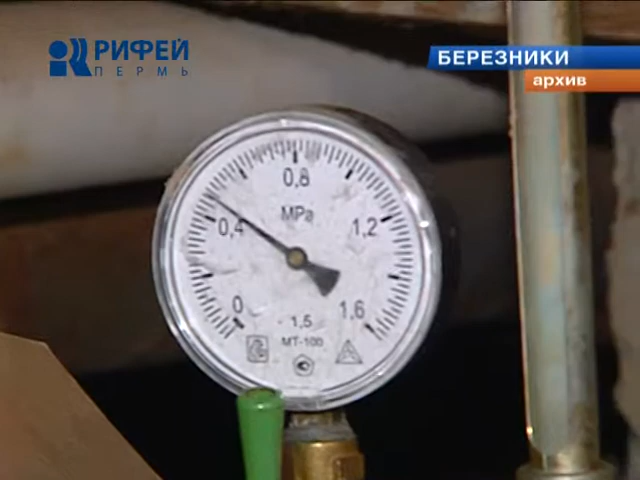 РИФЕЙ
ПЕРМЬ
БЕРЕЗНИКИ
архив
0,8
MPa
0,4
1,2
0
1,6
1,5
МТ-100